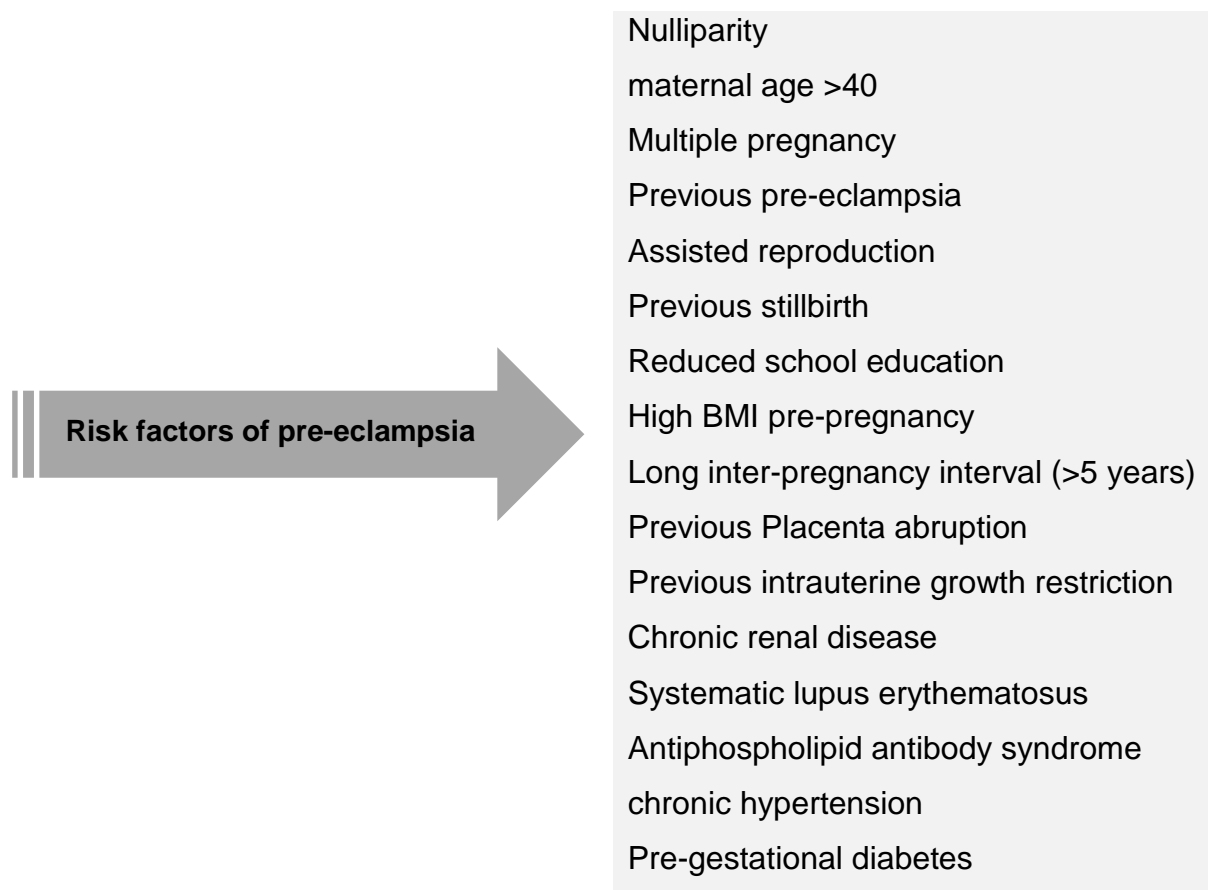 Risk factors of pre-eclampsia
Nulliparity
maternal age >40
Multiple pregnancy
Previous pre-eclampsia
Assisted reproduction
Previous stillbirth
Reduced school education
High BMI pre-pregnancy
Long inter-pregnancy interval (>5 years)
Previous Placenta abruption
Previous intrauterine growth restriction
Chronic renal disease
Systematic lupus erythematosus
Antiphospholipid antibody syndrome
chronic hypertension
Pre-gestational diabetes